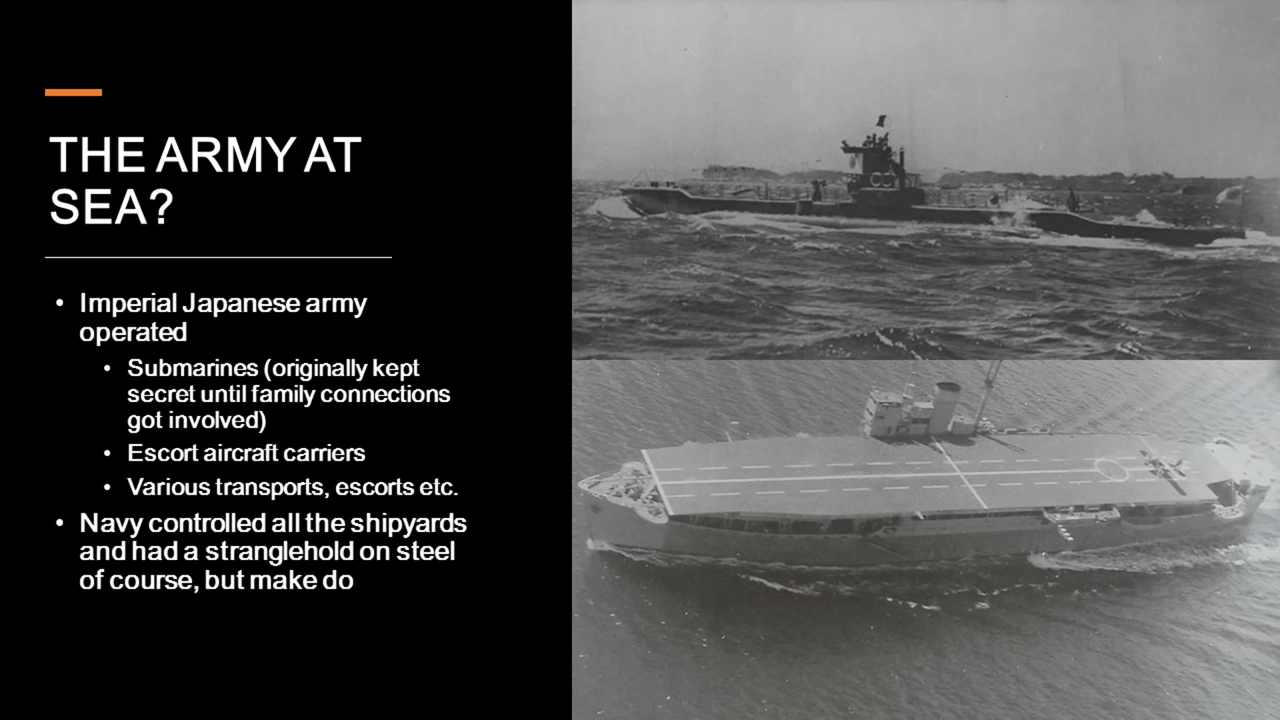 THE ARMY AT
SEA?
• Imperial Japanese army
operated
• Submarines (originally kept
secret until family connections
got involved)
• Escort aircraft carriers
• Various transports, escorts etc.
• Navy controlled all the shipyards
and had a stranglehold on steel
of course, but make do